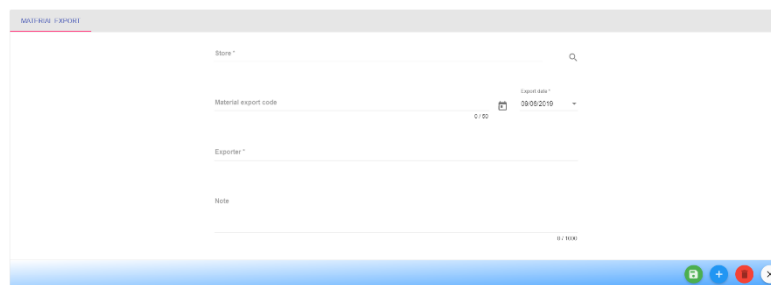 MATERIAL EXPORT
Store *
Export date *
Material export code
09/08/2019
0 / 50
Exporter *
Note
0 / 1000